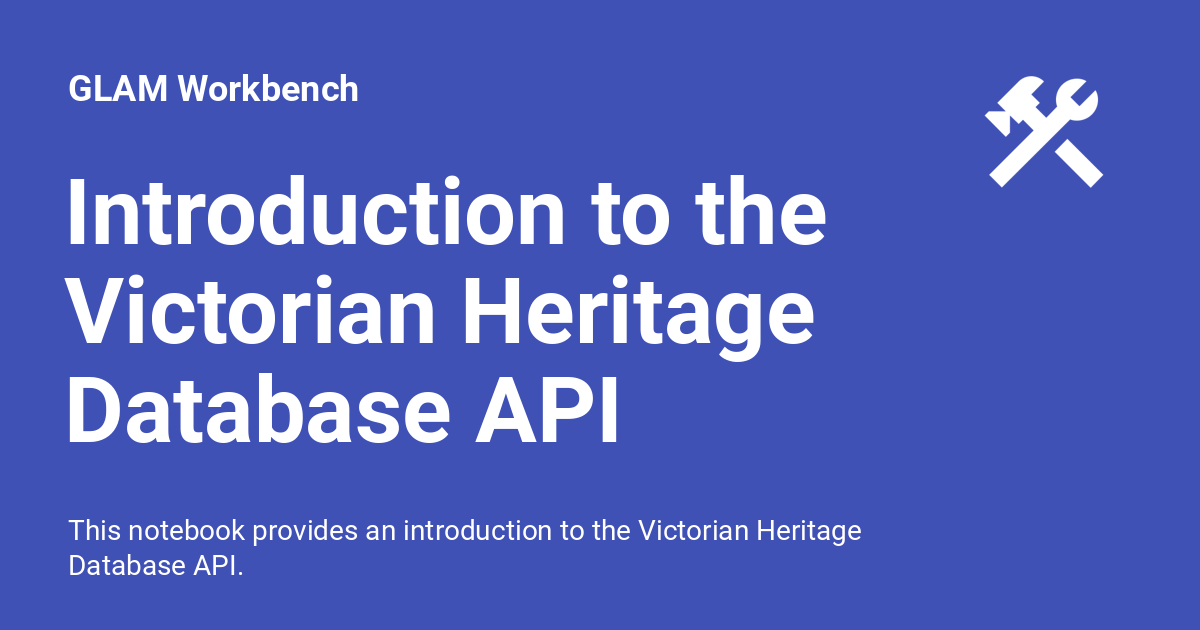 GLAM Workbench
Introduction to the
Victorian Heritage
Database API
This notebook provides an introduction to the Victorian Heritage
Database API.